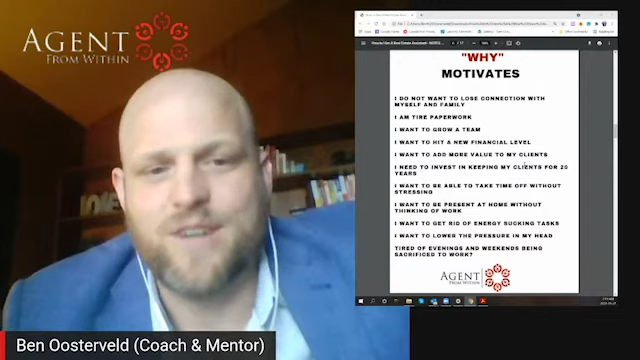 AGENT
FROM WITHIN
"WHY"
MOTIVATES
I DO NOT WANT TO LOSE CONNECTION WITH
MYSELF AND FAMILY
I AM TIRE PAPERWORK
I WANT TO GROW A TEAM
I WANT TO HIT A NEW FINANCIAL LEVEL
I WANT TO ADD MORE VALUE TO MY CLIENTS
I NEED TO INVEST IN KEEPING MY CLIENTS FOR 20
YEARS
I WANT TO BE ABLE TO TAKE TIME OFF WITHOUT
STRESSING
I WANT TO BE PRESENT AT HOME WITHOUT
THINKING OF WORK
I WANT TO GET RID OF ENERGY SUCKING TASKS
I WANT TO LOWER THE PRESSURE IN MY HEAD
TIRED OF EVENINGS AND WEEKENDS BEING
SACRIFICED TO WORK?
AGENT
FROM WITHIN
Ben Oosterveld (Coach & Mentor)